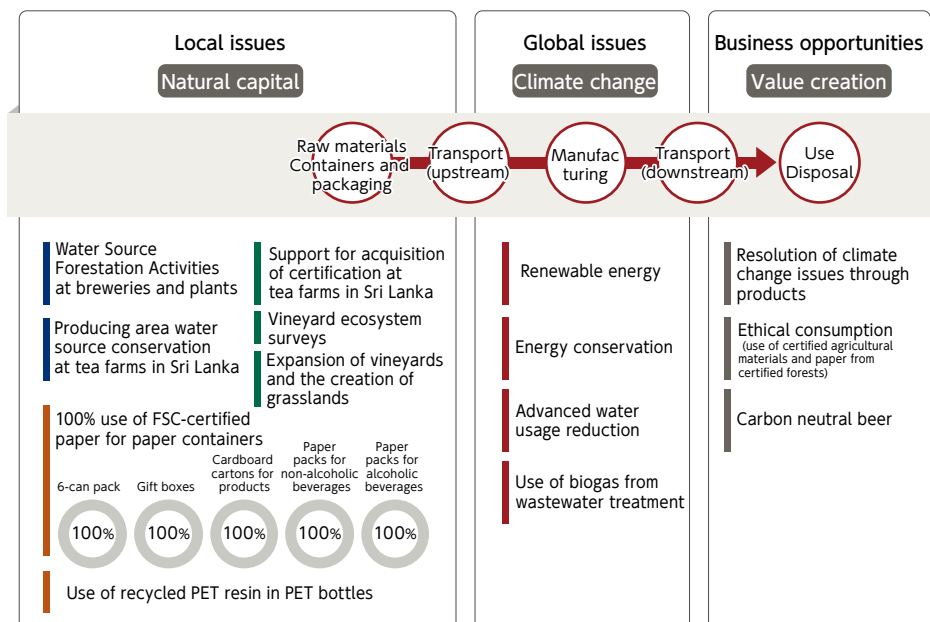 Local issues
Natural capital
Global issues
Climate change
Business opportunities
Value creation
Raw materials
Containers and
packaging
Transport
(upstream)
Manufac
turing
Transport
(downstream)
Use
Disposal
Water Source
Forestation Activities
at breweries and plants
Producing area water
source conservation
at tea farms in Sri Lanka
Support for acquisition
of certification at
tea farms in Sri Lanka
Vineyard ecosystem
surveys
Expansion of vineyards
and the creation of
grasslands
100% use of FSC-certified
paper for paper containers
6-can pack
Gift boxes
Cardboard
cartons for
products
Paper
packs for
non-alcoholic
beverages
Paper
packs for
alcoholic
beverages
100%
100%
100%
100%
100%
Use of recycled PET resin in PET bottles
Renewable energy
Energy conservation
Advanced water
usage reduction
Use of biogas from
wastewater treatment
Resolution of climate
change issues through
products
Ethical consumption
(use of certified agricultural
materials and paper from
certified forests)
Carbon neutral beer